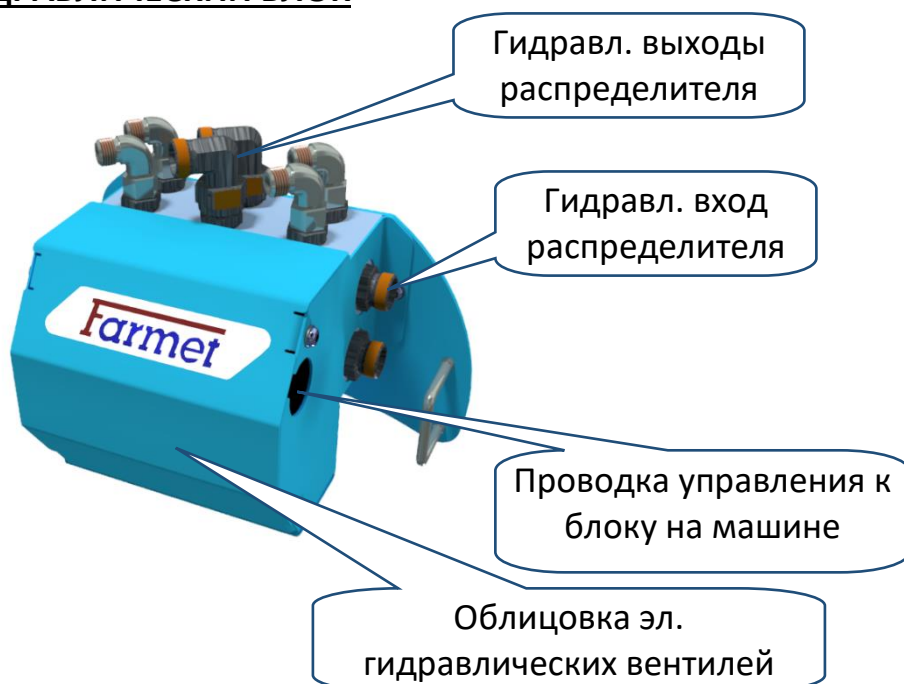 Гидравл. выходы
распределителя
Гидравл. вход
распределителя
Farmet
Проводка управления к
блоку на машине
Облицовка эл.
гидравлических вентилей